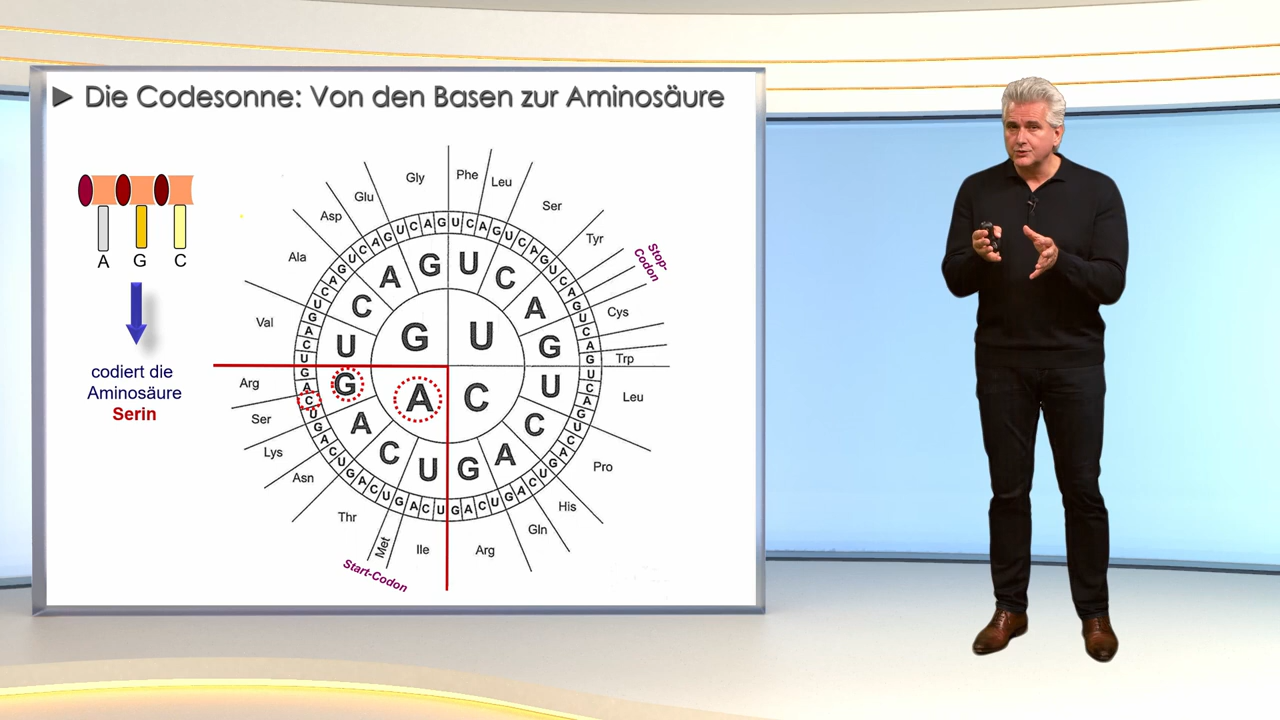 ► Die Codesonne: Von den Basen zur Aminosäure
A G C
codiert die
Aminosäure
Serin
Gly
Phe
Leu
Ser
Tyr
Stop-
Codon
Cys
Trp
Leu
Pro
His
Gln
Arg
Ile
Met
Start-Codon
Thr
Asn
Lys
Ser
Arg
Val
Ala
Asp
Glu
G U
A C
U C A G
U C A G
U C A G
U C A G
U C A G U C A G U C A G U C A G
U C A G U C A G U C A G U C A G
U C A G U C A G U C A G U C A G
U C A G U C A G U C A G U C A G